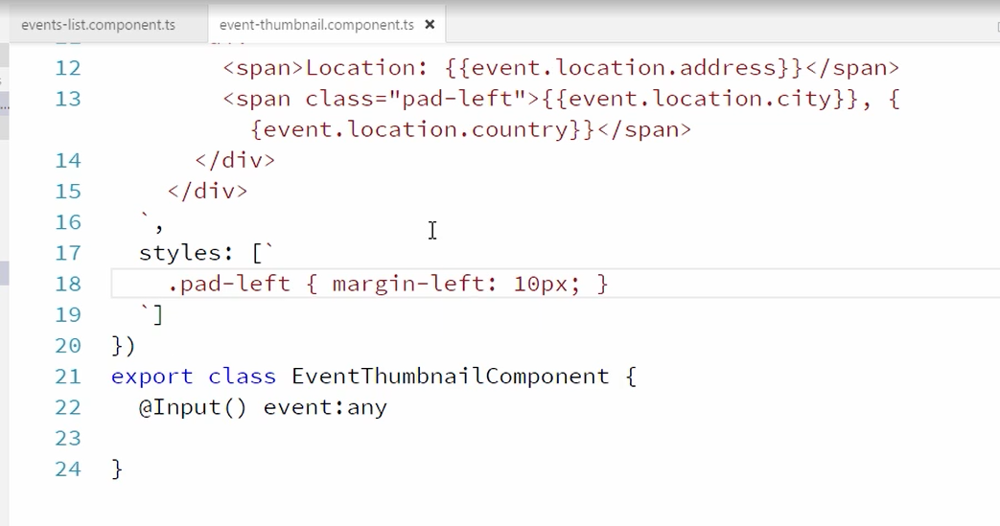 events-list.component.ts
event-thumbnail.component.ts ×
12 <span>Location: {{event.location.address}}</span>
13 <span class="pad-left">{{event.location.city}}, {
{event.location.country}}</span>
14 </div>
15 </div>
16 `,
17 styles: [`
18 .pad-left { margin-left: 10px; }
19 `]
20 })
21 export class EventThumbnailComponent {
22 @Input() event:any
23
24 }